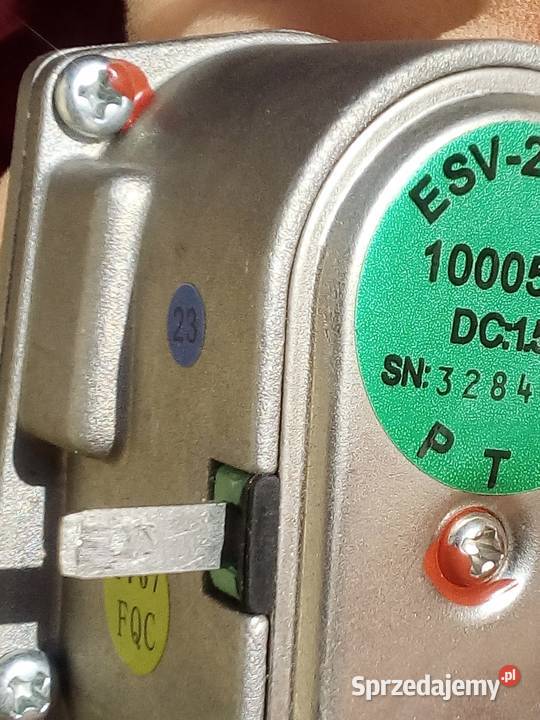 ESV-2
10005
DC:1.5
SN: 3284
P T
23
FQC
Sprzedajemy.pl